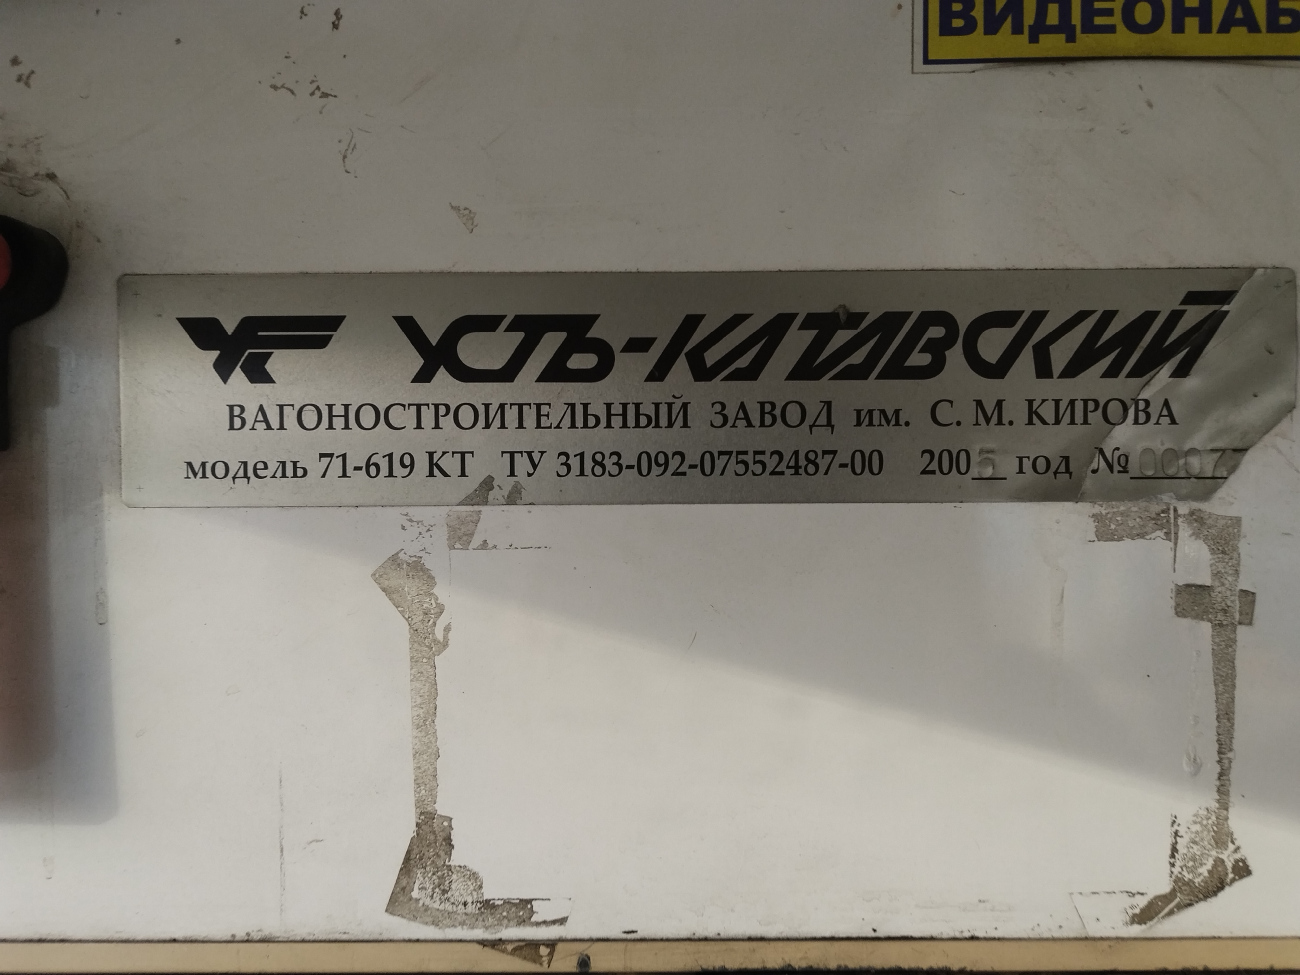 ВИДЕОНАБ
УСТЬ-КАТАВСКИЙ
ВАГОНОСТРОИТЕЛЬНЫЙ ЗАВОД им. С. М. КИРОВА
модель 71-619 КТ ТУ 3183-092-07552487-00 2005 год № 0007